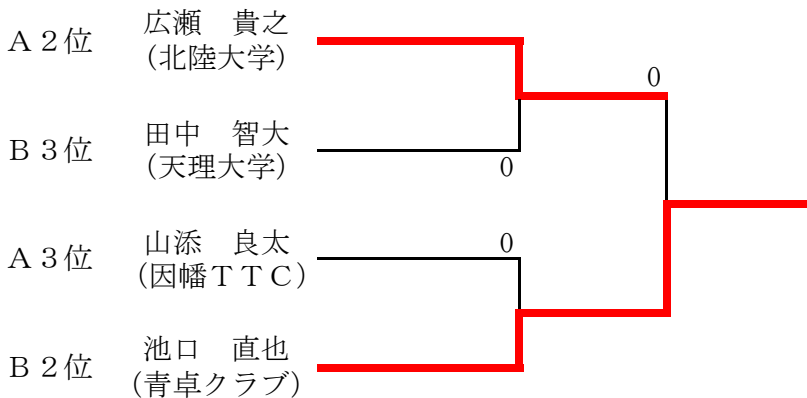 A2位 広瀬　貴之
(北陸大学)
0
B3位 田中　智大
(天理大学)
0
A3位 山添　良太
(因幡TTC)
0
B2位 池口　直也
(青卓クラブ)